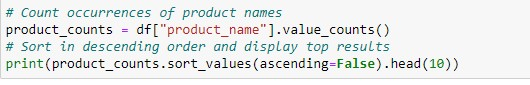 # Count occurrences of product names
product_counts = df["product_name"].value_counts()
# Sort in descending order and display top results
print(product_counts.sort_values(ascending=False).head(10))